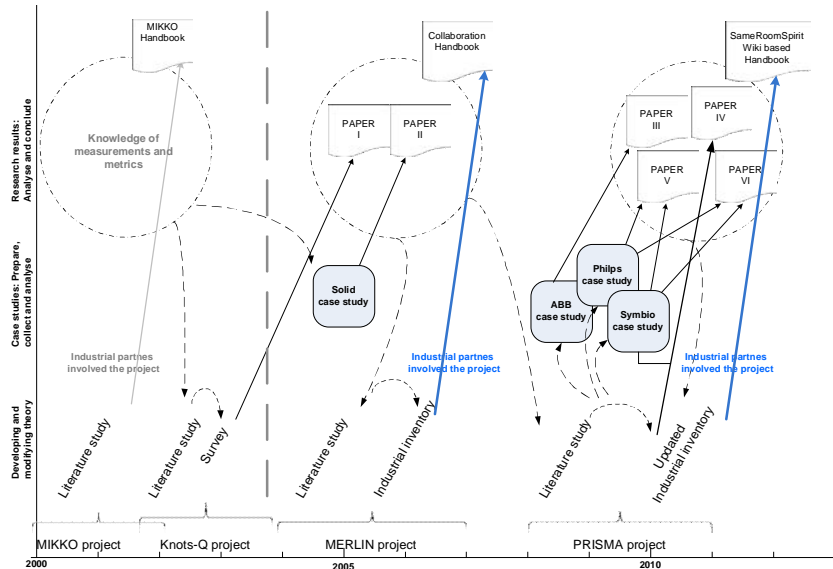 MIKKO
Handbook
Collaboration
Handbook
SameRoomSpirit
Wiki based
Handbook
Research results:
Analyse and conclude
Knowledge of
measurements and
metrics
PAPER
I
PAPER
II
PAPER
III
PAPER
IV
PAPER
V
PAPER
VI
Case studies: Prepare,
collect and analyse
Solid
case study
ABB
case study
Philps
case study
Symbio
case study
Industrial partnes
involved the project
Industrial partnes
involved the project
Industrial partnes
involved the project
Developing and
modifying theory
Literature study
Literature study
Survey
Literature study
Industrial inventory
Literature study
Updated
Industrial inventory
MIKKO project
Knots-Q project
MERLIN project
PRISMA project
2000
2005
2010